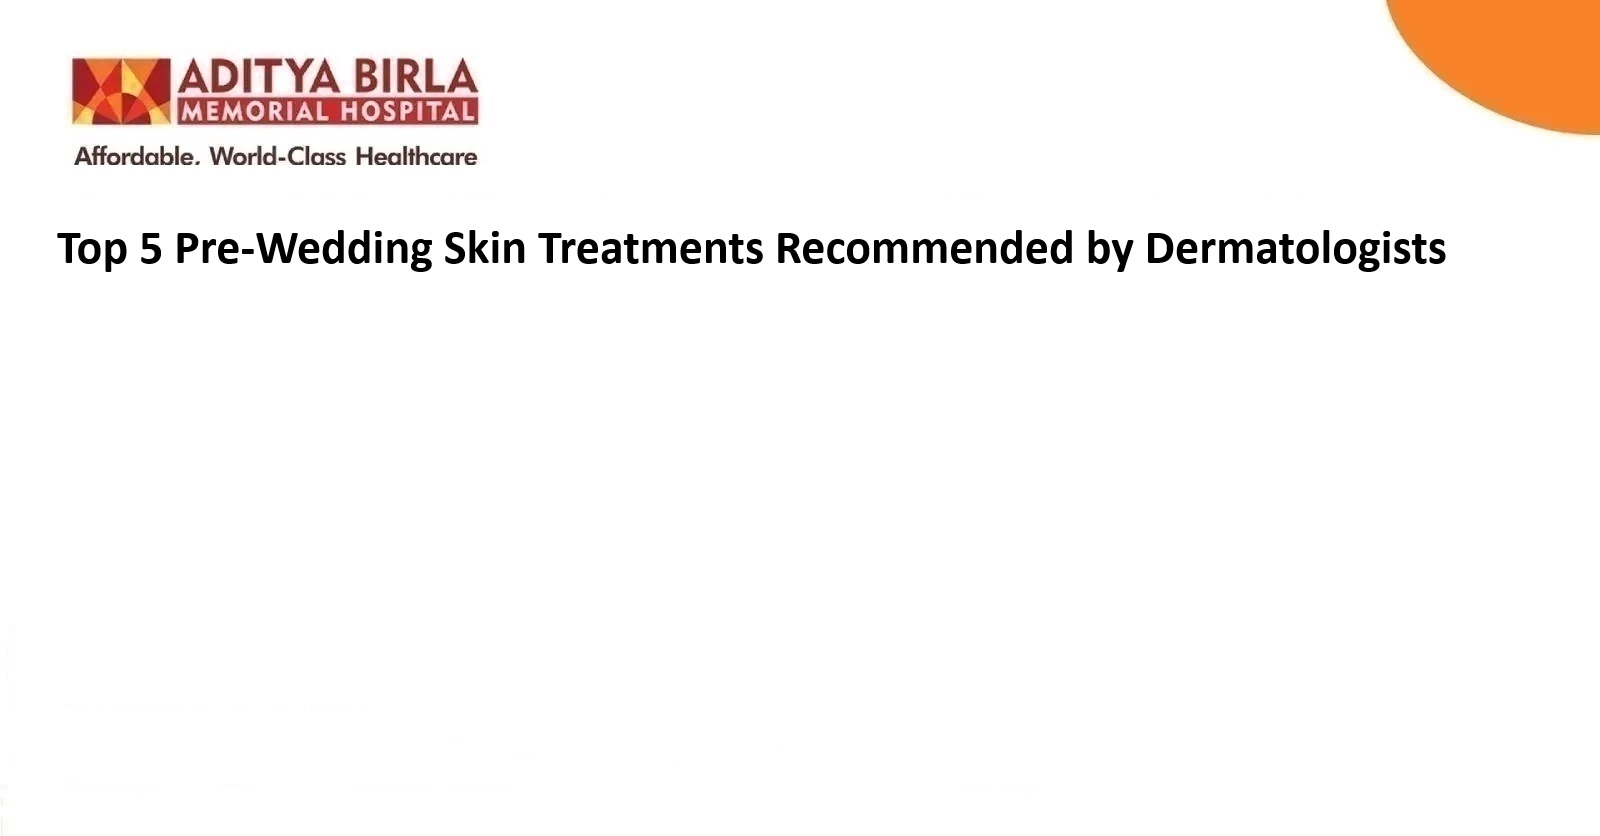 ADITYA BIRLA
MEMORIAL HOSPITAL
Affordable. World-Class Healthcare
Top 5 Pre-Wedding Skin Treatments Recommended by Dermatologists